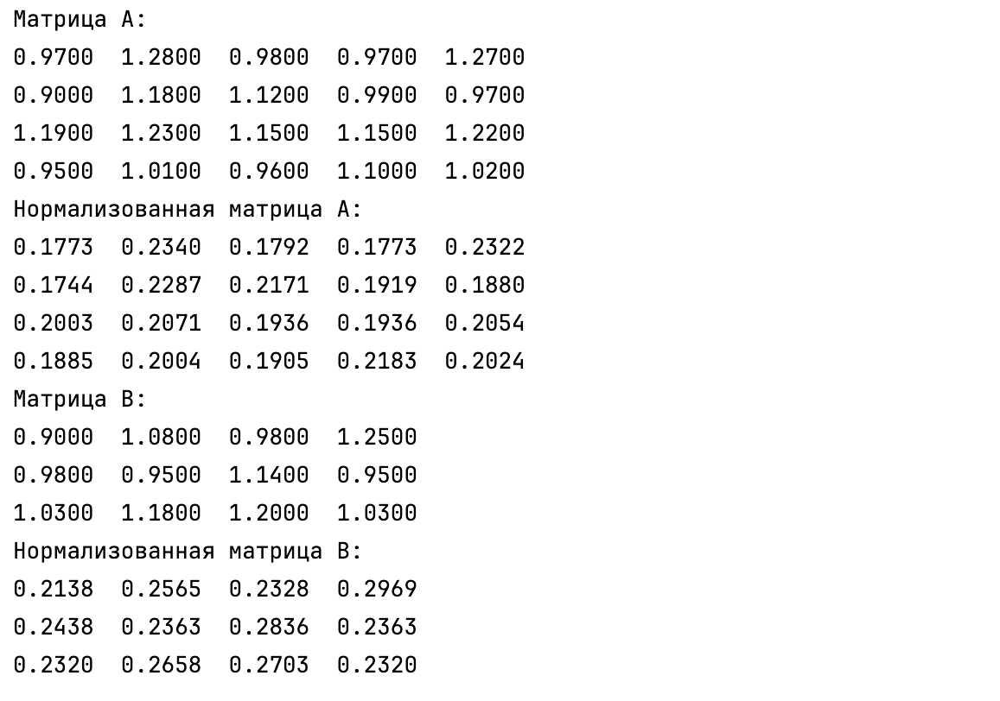 Матрица A:
0.9700  1.2800  0.9800  0.9700  1.2700
0.9000  1.1800  1.1200  0.9900  0.9700
1.1900  1.2300  1.1500  1.1500  1.2200
0.9500  1.0100  0.9600  1.1000  1.0200
Нормализованная матрица A:
0.1773  0.2340  0.1792  0.1773  0.2322
0.1744  0.2287  0.2171  0.1919  0.1880
0.2003  0.2071  0.1936  0.1936  0.2054
0.1885  0.2004  0.1905  0.2183  0.2024
Матрица B:
0.9000  1.0800  0.9800  1.2500
0.9800  0.9500  1.1400  0.9500
1.0300  1.1800  1.2000  1.0300
Нормализованная матрица B:
0.2138  0.2565  0.2328  0.2969
0.2438  0.2363  0.2836  0.2363
0.2320  0.2658  0.2703  0.2320